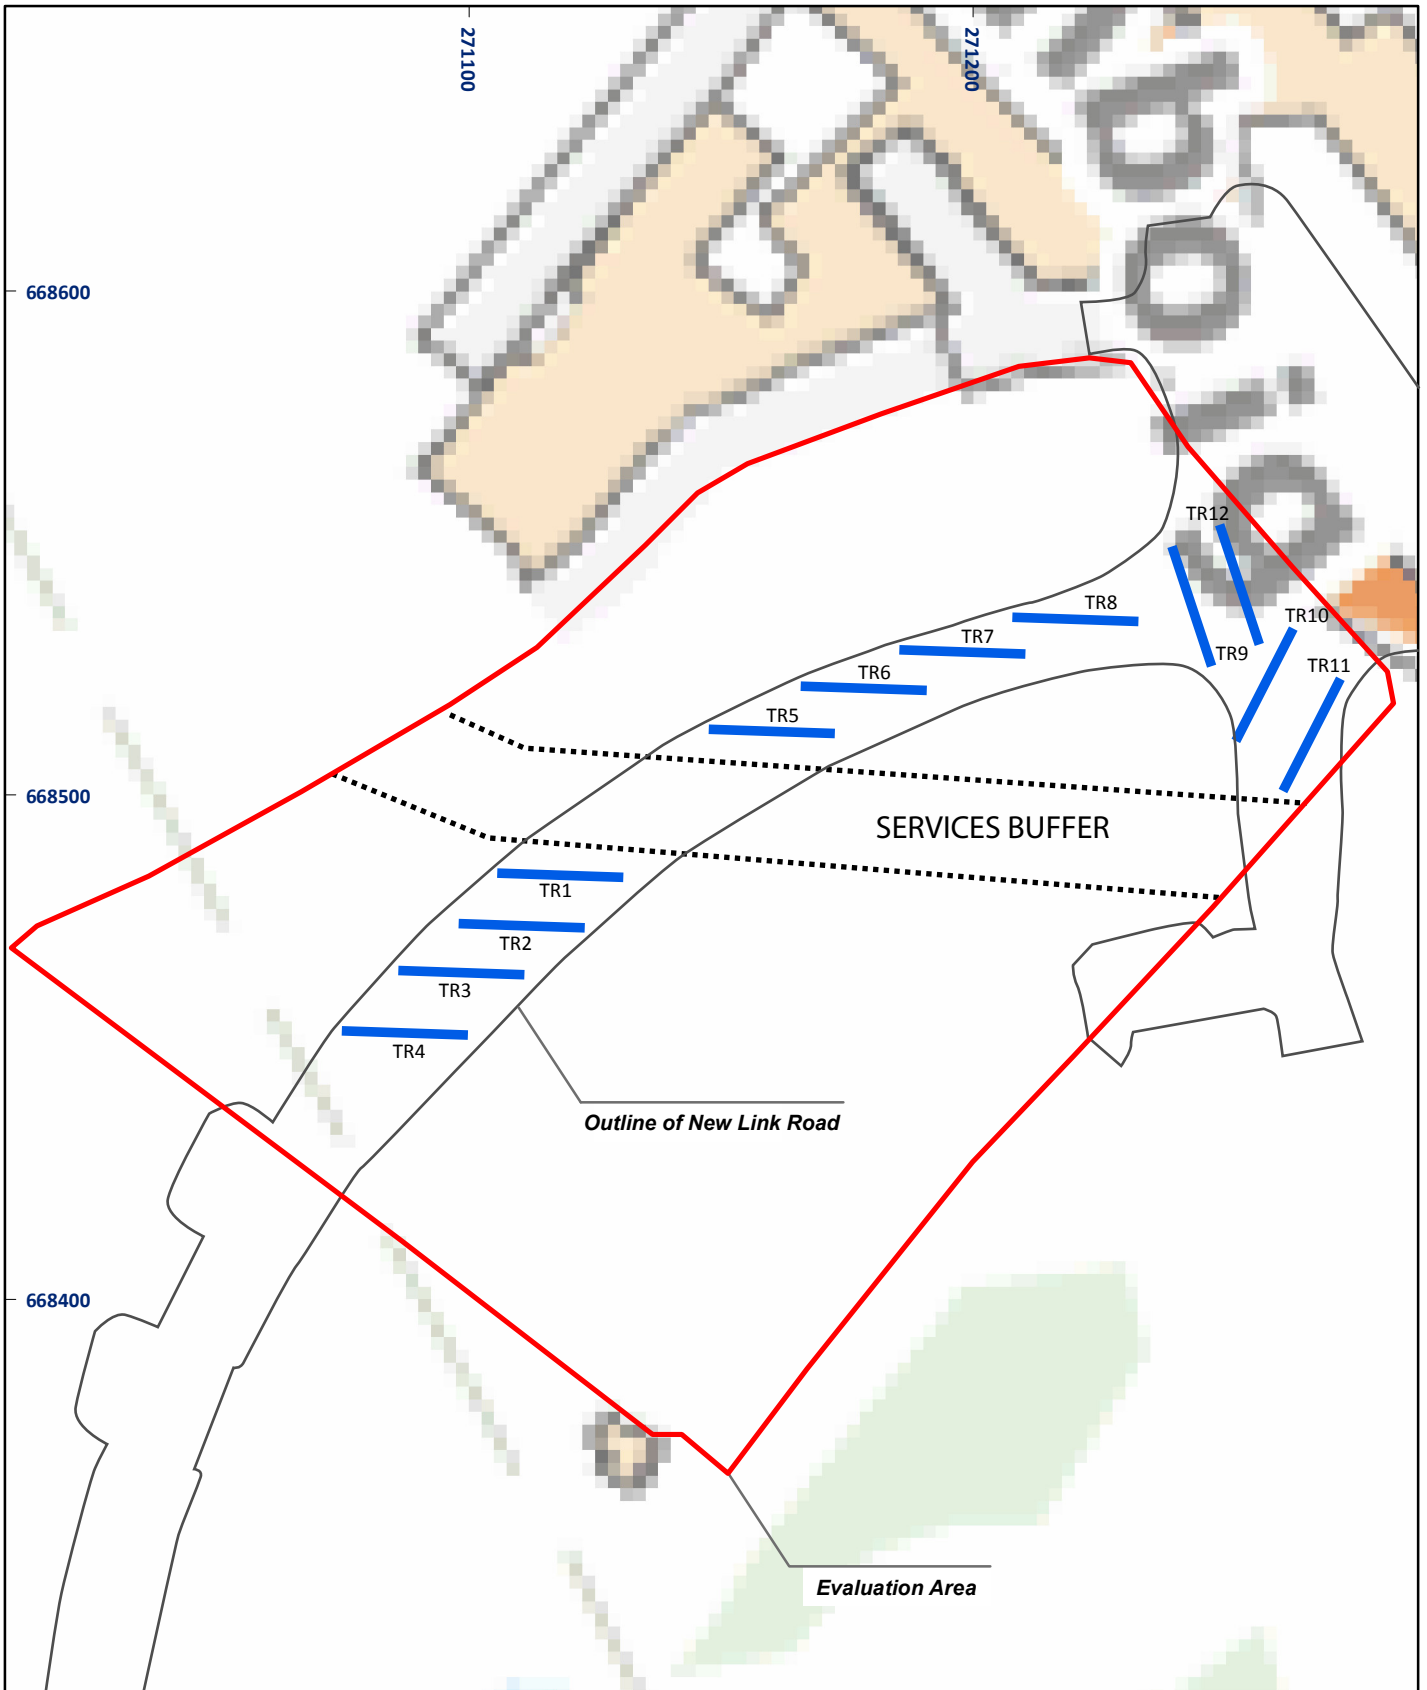 271100
271200
668600
TR12
TR8
TR10
TR7
TR9
TR6
TR11
TR5
668500
SERVICES BUFFER
TR1
TR2
TR3
TR4
Outline of New Link Road
668400
Evaluation Area